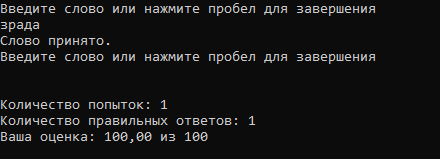 Введите слово или нажмите пробел для завершения
зрада
Слово принято.
Введите слово или нажмите пробел для завершения
Количество попыток: 1
Количество правильных ответов: 1
Ваша оценка: 100,00 из 100